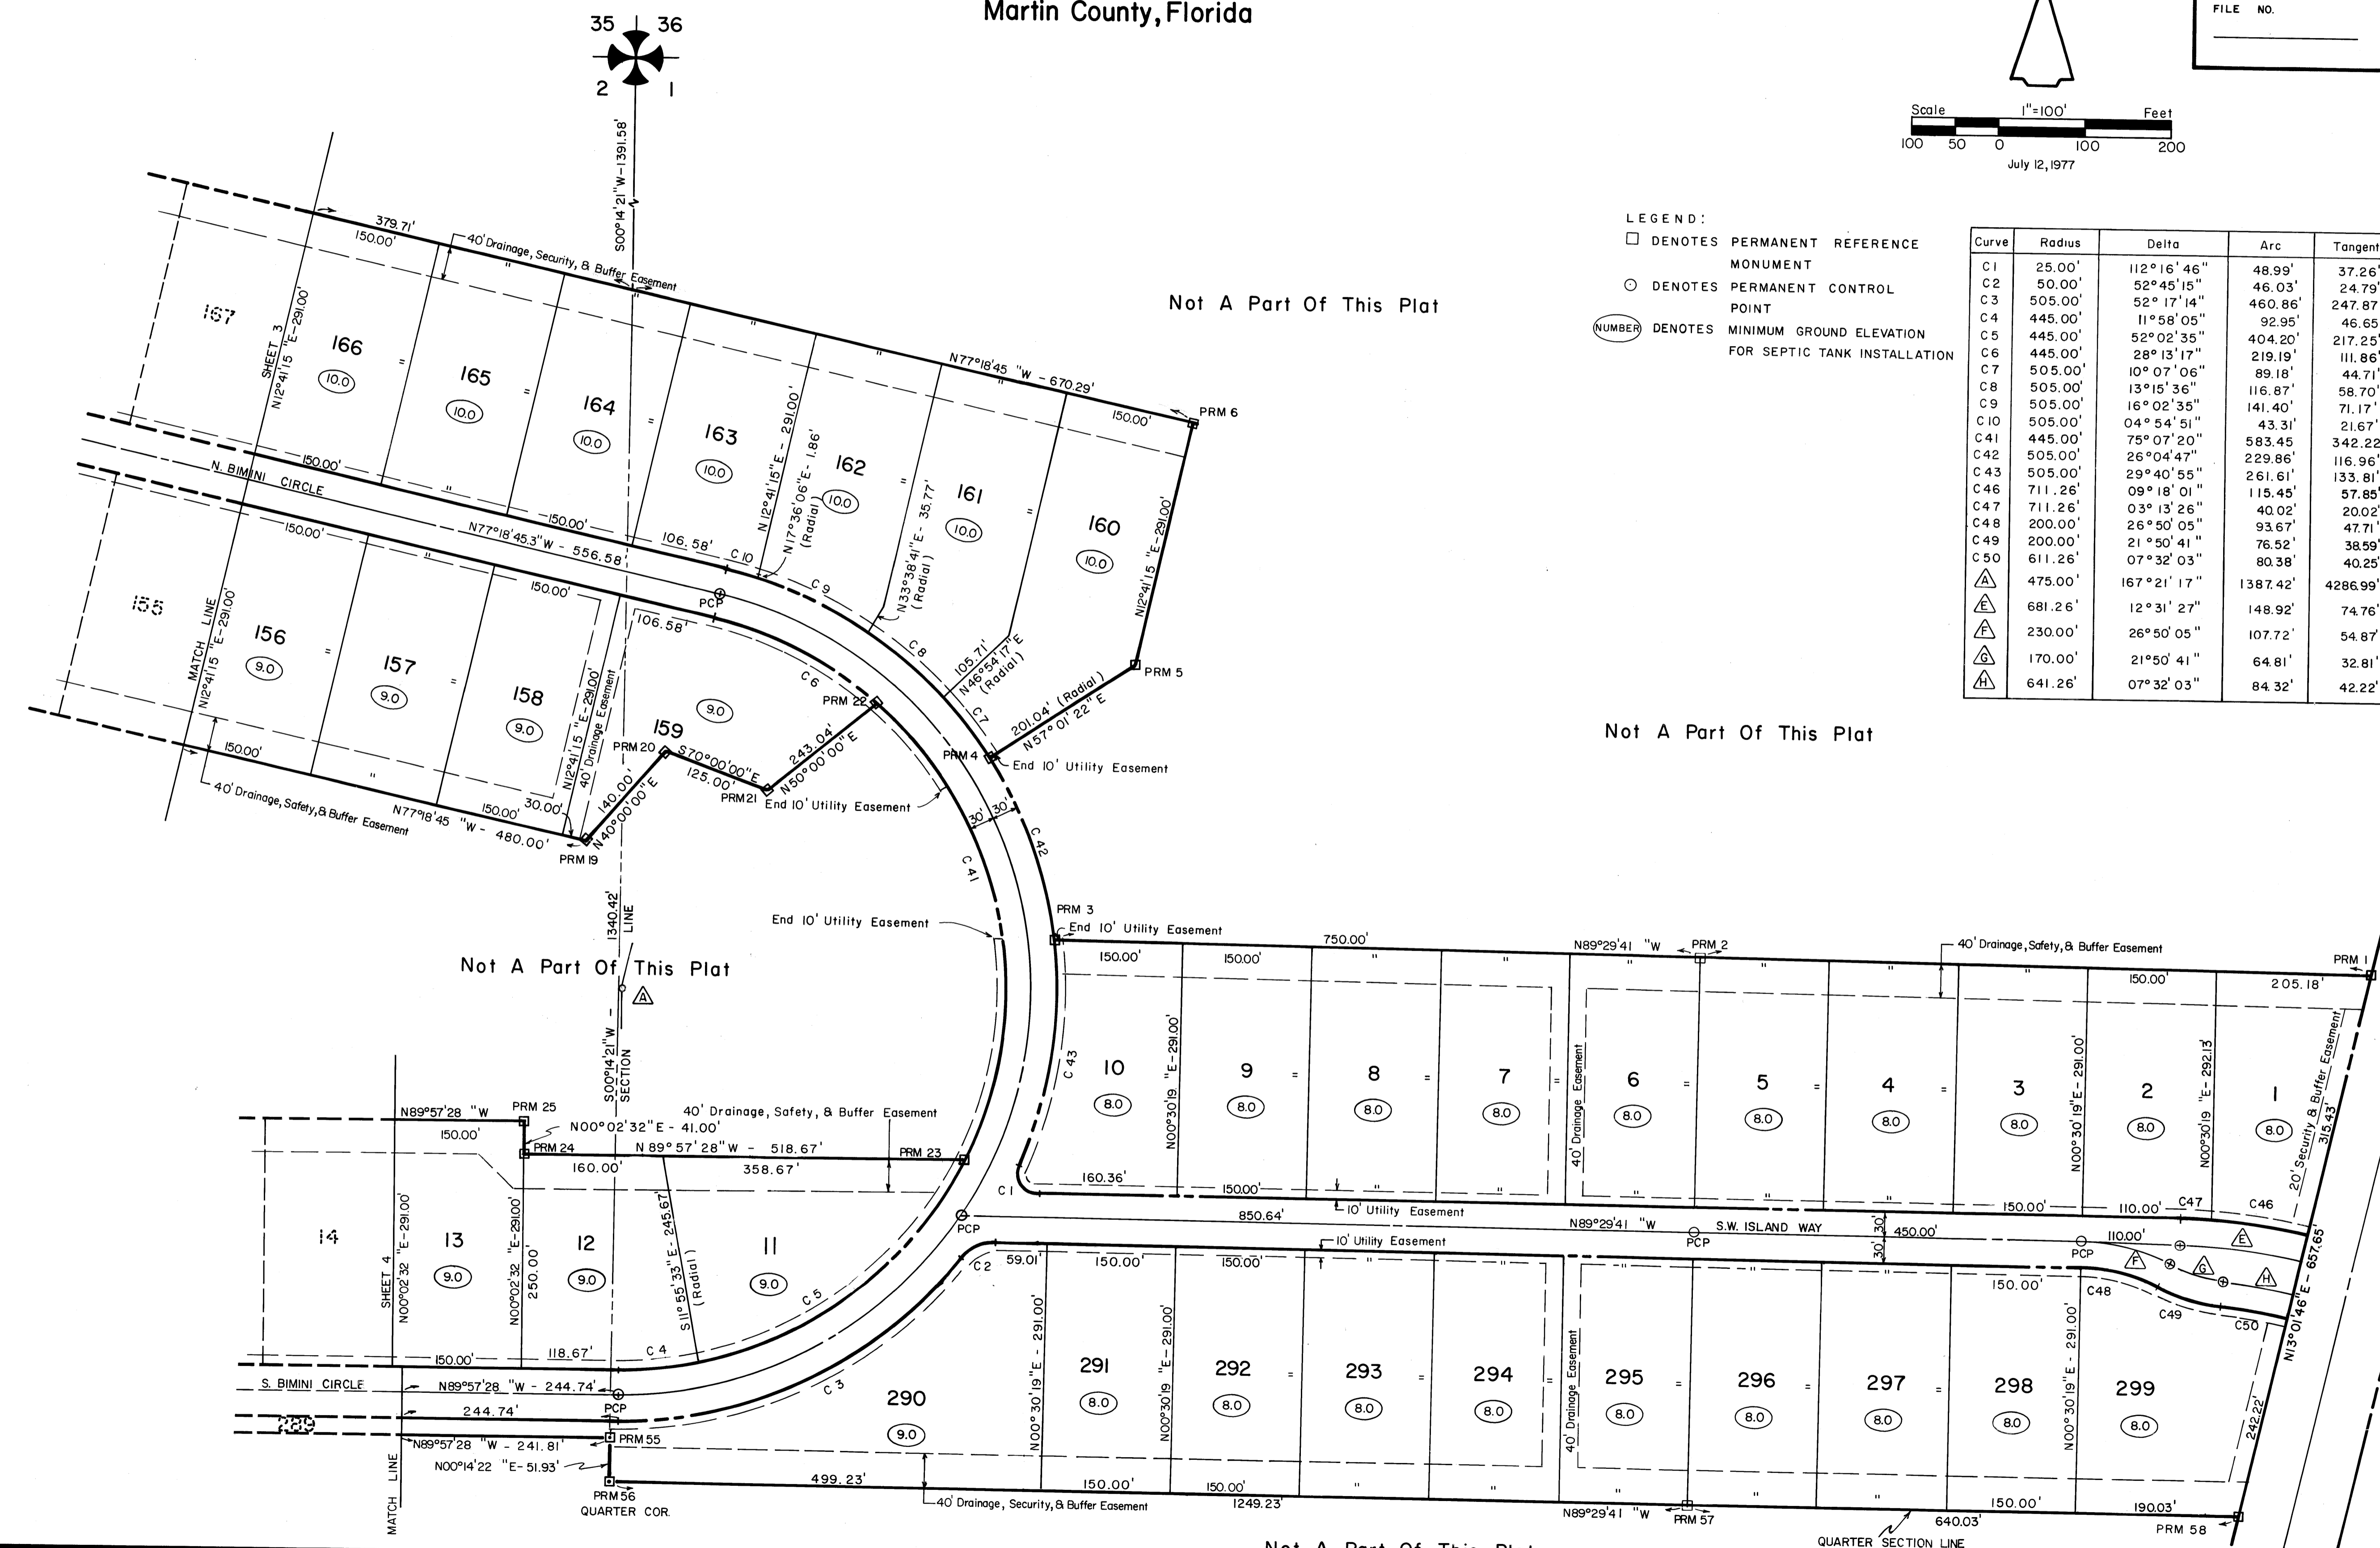 Martin County, Florida
FILE NO.
35 36
2 1
S00°14'21"W-1391.58'
Scale 1"=100' Feet
100 50 0 100 200
July 12, 1977
LEGEND:
DENOTES PERMANENT REFERENCE
MONUMENT
DENOTES PERMANENT CONTROL
POINT
NUMBER DENOTES MINIMUM GROUND ELEVATION
FOR SEPTIC TANK INSTALLATION
Curve Radius Delta Arc Tangent
C1 25.00' 112°16'46" 48.99' 37.26'
C2 50.00' 52°45'15" 46.03' 24.79'
C3 505.00' 52°17'14" 460.86' 247.87'
C4 445.00' 11°58'05" 92.95' 46.65
C5 445.00' 52°02'35" 404.20' 217.25'
C6 445.00' 28°13'17" 219.19' 111.86'
C7 505.00' 10°07'06" 89.18' 44.71'
C8 505.00' 13°15'36" 116.87' 58.70'
C9 505.00' 16°02'35" 141.40' 71.17'
C10 505.00' 04°54'51" 43.31' 21.67'
C41 445.00' 75°07'20" 583.45 342.22
C42 505.00' 26°04'47" 229.86' 116.96'
C43 505.00' 29°40'55" 261.61' 133.81'
C46 711.26' 09°18'01" 115.45' 57.85'
C47 711.26' 03°13'26" 40.02' 20.02'
C48 200.00' 26°50'05" 93.67' 47.71'
C49 200.00' 21°50'41" 76.52' 38.59'
C50 611.26' 07°32'03" 80.38' 40.25'
A 475.00' 167°21'17" 1387.42' 4286.99'
E 681.26' 12°31'27" 148.92' 74.76'
F 230.00' 26°50'05" 107.72' 54.87'
G 170.00' 21°50'41" 64.81' 32.81'
H 641.26' 07°32'03" 84.32' 42.22'
Not A Part Of This Plat
Not A Part Of This Plat
379.71'
150.00'
40' Drainage, Security, & Buffer Easement
"
"
"
"
N77°18'45 "W - 670.29'
"
150.00'
PRM 6
167
SHEET 3
N12°41'15 "E-291.00'
166
10.0
=
165
10.0
=
164
10.0
=
163
10.0
N12°41'15"E - 291.00'
N17°36'06"E - 1.86'
(Radial)
162
10.0
=
N33°38'41"E - 35.77'
(Radial)
161
10.0
=
160
10.0
N12°41'15 "E-291.00'
PRM 5
105.71'
N46°54'17"E
(Radial)
201.04' (Radial)
N57°01'22"E
150.00'
N. BIMINI CIRCLE
"
150.00'
106.58'
C 10
C 9
C 8
C 7
150.00'
N77°18'45.3"W - 556.58'
PCP
"
150.00'
106.58'
C 6
PRM 22
155
MATCH LINE
N12°41'15 "E-291.00'
156
9.0
=
157
9.0
=
158
9.0
N12°41'15 "E-291.00'
40' Drainage Easement
9.0
159
PRM 20
S70°00'00"E
125.00'
PRM 21
243.04'
N50°00'00"E
PRM 4
End 10' Utility Easement
End 10' Utility Easement
30' 30'
C 42
C 41
150.00'
40' Drainage, Safety, & Buffer Easement
"
150.00'
30.00'
N77°18'45 "W - 480.00'
140.00'
N40°00'00"E
PRM 19
1340.42'
LINE
A
S00°14'21"W -
SECTION
End 10' Utility Easement
Not A Part Of This Plat
PRM 3
End 10' Utility Easement
750.00'
N89°29'41 "W
PRM 2
40' Drainage, Safety, & Buffer Easement
PRM 1
150.00' 150.00' " " " " " " 150.00' 205.18'
C 43
10
8.0
N00°30'19 "E-291.00'
9
8.0
=
8
8.0
=
7
8.0
=
40' Drainage Easement
6
8.0
=
5
8.0
=
4
8.0
=
3
8.0
N00°30'19"E - 291.00'
2
8.0
N00°30'19 "E - 292.13'
1
8.0
20' Security & Buffer Easement
315.43'
C 1
160.36' 150.00' " " " " " 150.00' 110.00' C47 C46
10' Utility Easement
PCP
850.64'
N89°29'41 "W
PCP
S.W. ISLAND WAY
30'
30'
450.00'
PCP
110.00'
E
F
G
H
C48
C49
C50
N13°01'46"E - 657.65'
10' Utility Easement
C 2
59.01' 150.00' 150.00' " " " " " 150.00'
N89°57'28 "W
PRM 25
150.00'
N00°02'32"E - 41.00'
40' Drainage, Safety, & Buffer Easement
PRM 24
N 89°57'28"W - 518.67'
PRM 23
160.00'
358.67'
14
SHEET 4
N00°02'32 "E-291.00'
13
9.0
N00°02'32 "E-291.00'
250.00'
12
9.0
S11°55'33"E - 245.67'
(Radial)
11
9.0
C 5
150.00'
118.67'
C 4
S. BIMINI CIRCLE
N89°57'28 "W - 244.74'
PCP
244.74'
C 3
289
N89°57'28 "W - 241.81'
PRM 55
N00°14'22 "E-51.93'
MATCH LINE
PRM 56
QUARTER COR.
290
9.0
N00°30'19"E - 291.00'
291
8.0
N00°30'19 "E - 291.00'
292
8.0
=
293
8.0
=
294
8.0
=
40' Drainage Easement
295
8.0
=
296
8.0
=
297
8.0
=
298
8.0
N00°30'19"E - 291.00'
299
8.0
242.22'
499.23'
150.00' 150.00' " " " " " 150.00' 190.03'
40' Drainage, Security, & Buffer Easement
1249.23'
N89°29'41 "W
PRM 57
640.03'
PRM 58
QUARTER SECTION LINE
Not A Part Of This Plat